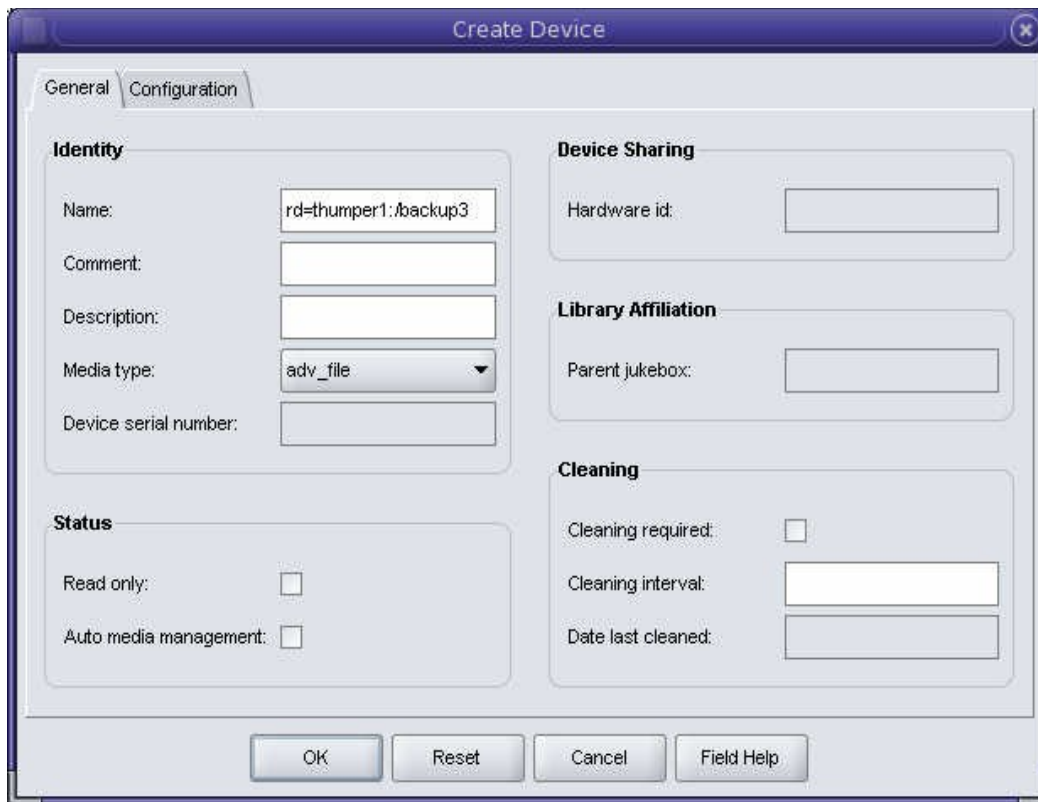 Create Device
General
Configuration
Identity
Name:
rd=thumper1:/backup3
Comment:
Description:
Media type:
adv_file
Device serial number:
Status
Read only:
Auto media management:
Device Sharing
Hardware id:
Library Affiliation
Parent jukebox:
Cleaning
Cleaning required:
Cleaning interval:
Date last cleaned:
OK
Reset
Cancel
Field Help